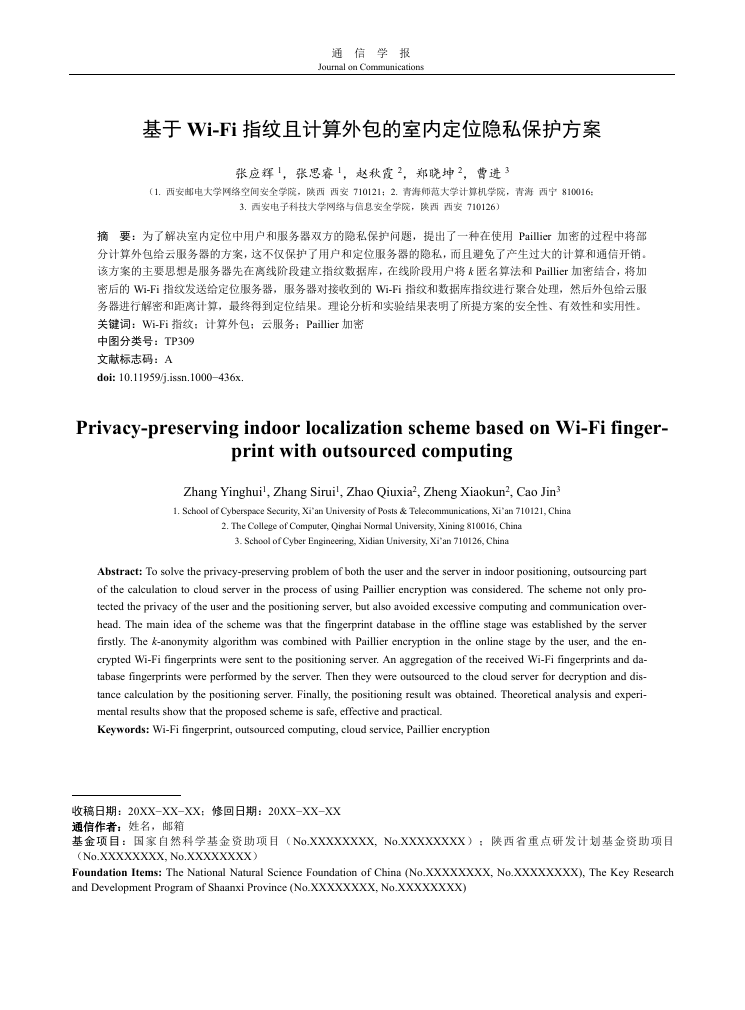 通 信 学 报
Journal on Communications
基于 Wi-Fi 指纹且计算外包的室内定位隐私保护方案
张应辉 1，张思睿 1，赵秋霞 2，郑晓坤 2，曹进 3
（1. 西安邮电大学网络空间安全学院，陕西 西安 710121；2. 青海师范大学计算机学院，青海 西宁 810016；
3. 西安电子科技大学网络与信息安全学院，陕西 西安 710126）
摘 要：为了解决室内定位中用户和服务器双方的隐私保护问题，提出了一种在使用 Paillier 加密的过程中将部
分计算外包给云服务器的方案，这不仅保护了用户和定位服务器的隐私，而且避免了产生过大的计算和通信开销。
该方案的主要思想是服务器先在离线阶段建立指纹数据库，在线阶段用户将 k 匿名算法和 Paillier 加密结合，将加
密后的 Wi-Fi 指纹发送给定位服务器，服务器对接收到的 Wi-Fi 指纹和数据库指纹进行聚合处理，然后外包给云服
务器进行解密和距离计算，最终得到定位结果。理论分析和实验结果表明了所提方案的安全性、有效性和实用性。
关键词：Wi-Fi 指纹；计算外包；云服务；Paillier 加密
中图分类号：TP309
文献标志码：A
doi: 10.11959/j.issn.1000−436x.
Privacy-preserving indoor localization scheme based on Wi-Fi finger-
print with outsourced computing
Zhang Yinghui1, Zhang Sirui1, Zhao Qiuxia2, Zheng Xiaokun2, Cao Jin3
1. School of Cyberspace Security, Xi’an University of Posts & Telecommunications, Xi’an 710121, China
2. The College of Computer, Qinghai Normal University, Xining 810016, China
3. School of Cyber Engineering, Xidian University, Xi’an 710126, China
Abstract: To solve the privacy-preserving problem of both the user and the server in indoor positioning, outsourcing part
of the calculation to cloud server in the process of using Paillier encryption was considered. The scheme not only pro-
tected the privacy of the user and the positioning server, but also avoided excessive computing and communication over-
head. The main idea of the scheme was that the fingerprint database in the offline stage was established by the server
firstly. The k-anonymity algorithm was combined with Paillier encryption in the online stage by the user, and the en-
crypted Wi-Fi fingerprints were sent to the positioning server. An aggregation of the received Wi-Fi fingerprints and da-
tabase fingerprints were performed by the server. Then they were outsourced to the cloud server for decryption and dis-
tance calculation by the positioning server. Finally, the positioning result was obtained. Theoretical analysis and experi-
mental results show that the proposed scheme is safe, effective and practical.
Keywords: Wi-Fi fingerprint, outsourced computing, cloud service, Paillier encryption
收稿日期：20XX−XX−XX；修回日期：20XX−XX−XX
通信作者：姓名，邮箱
基金项目：国家自然科学基金资助项目（No.XXXXXXXX, No.XXXXXXXX）；陕西省重点研发计划基金资助项目
（No.XXXXXXXX, No.XXXXXXXX）
Foundation Items: The National Natural Science Foundation of China (No.XXXXXXXX, No.XXXXXXXX), The Key Research
and Development Program of Shaanxi Province (No.XXXXXXXX, No.XXXXXXXX)